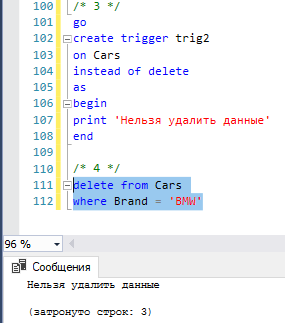 100 /* 3 */
101 go
102 create trigger trig2
103 on Cars
104 instead of delete
105 as
106 begin
107 print 'Нельзя удалить данные'
108 end
109
110 /* 4 */
111 delete from Cars
112 where Brand = 'BMW'
96 %
Сообщения
Нельзя удалить данные
(затронуто строк: 3)